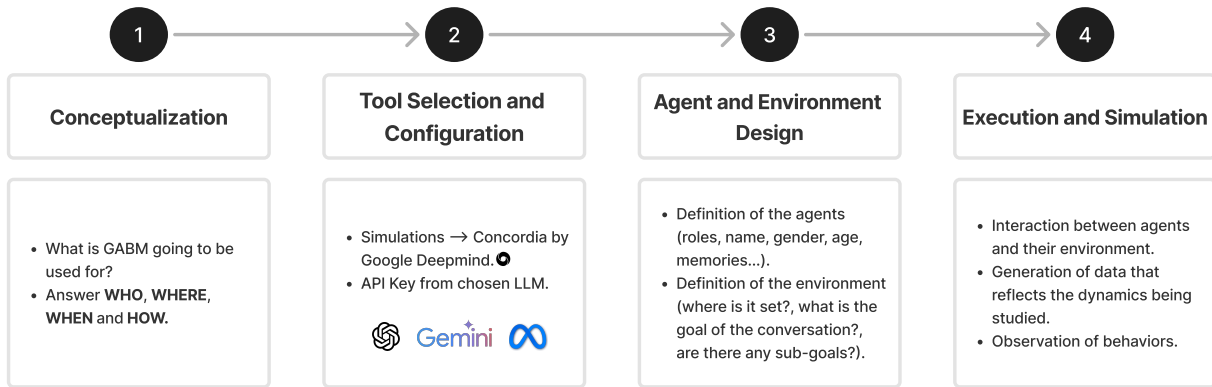 1
2
3
4
Conceptualization
Tool Selection and
Configuration
Agent and Environment
Design
Execution and Simulation
• What is GABM going to be
used for?
• Answer WHO, WHERE,
WHEN and HOW.
• Simulations → Concordia by
Google Deepmind.
• API Key from chosen LLM.
Gemini
• Definition of the agents
(roles, name, gender, age,
memories...).
• Definition of the environment
(where is it set?, what is the
goal of the conversation?,
are there any sub-goals?).
• Interaction between agents
and their environment.
• Generation of data that
reflects the dynamics being
studied.
• Observation of behaviors.